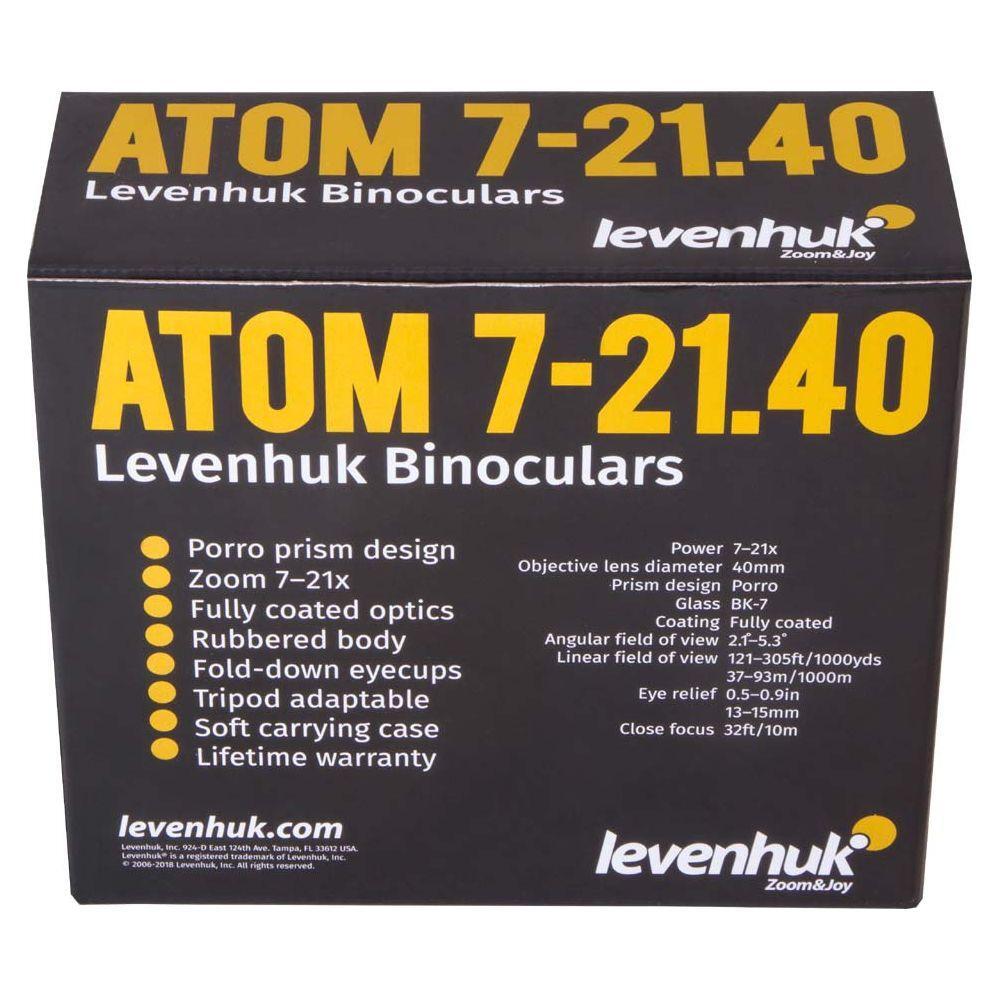 ATOM 7-21.40
Levenhuk Binoculars
levenhuk
Zoom&Joy
ATOM 7-21.40
Levenhuk Binoculars
Porro prism design
Zoom 7–21x
Fully coated optics
Rubbered body
Fold-down eyecups
Tripod adaptable
Soft carrying case
Lifetime warranty
Power 7–21x
Objective lens diameter 40mm
Prism design Porro
Glass BK-7
Coating Fully coated
Angular field of view 2.1°–5.3°
Linear field of view 121–305ft/1000yds
37–93m/1000m
Eye relief 0.5–0.9in
13–15mm
Close focus 32ft/10m
levenhuk.com
Levenhuk, Inc. 924-D East 124th Ave. Tampa, FL 33612 USA.
Levenhuk® is a registered trademark of Levenhuk, Inc.
© 2006-2018 Levenhuk, Inc. All rights reserved.
levenhuk
Zoom&Joy